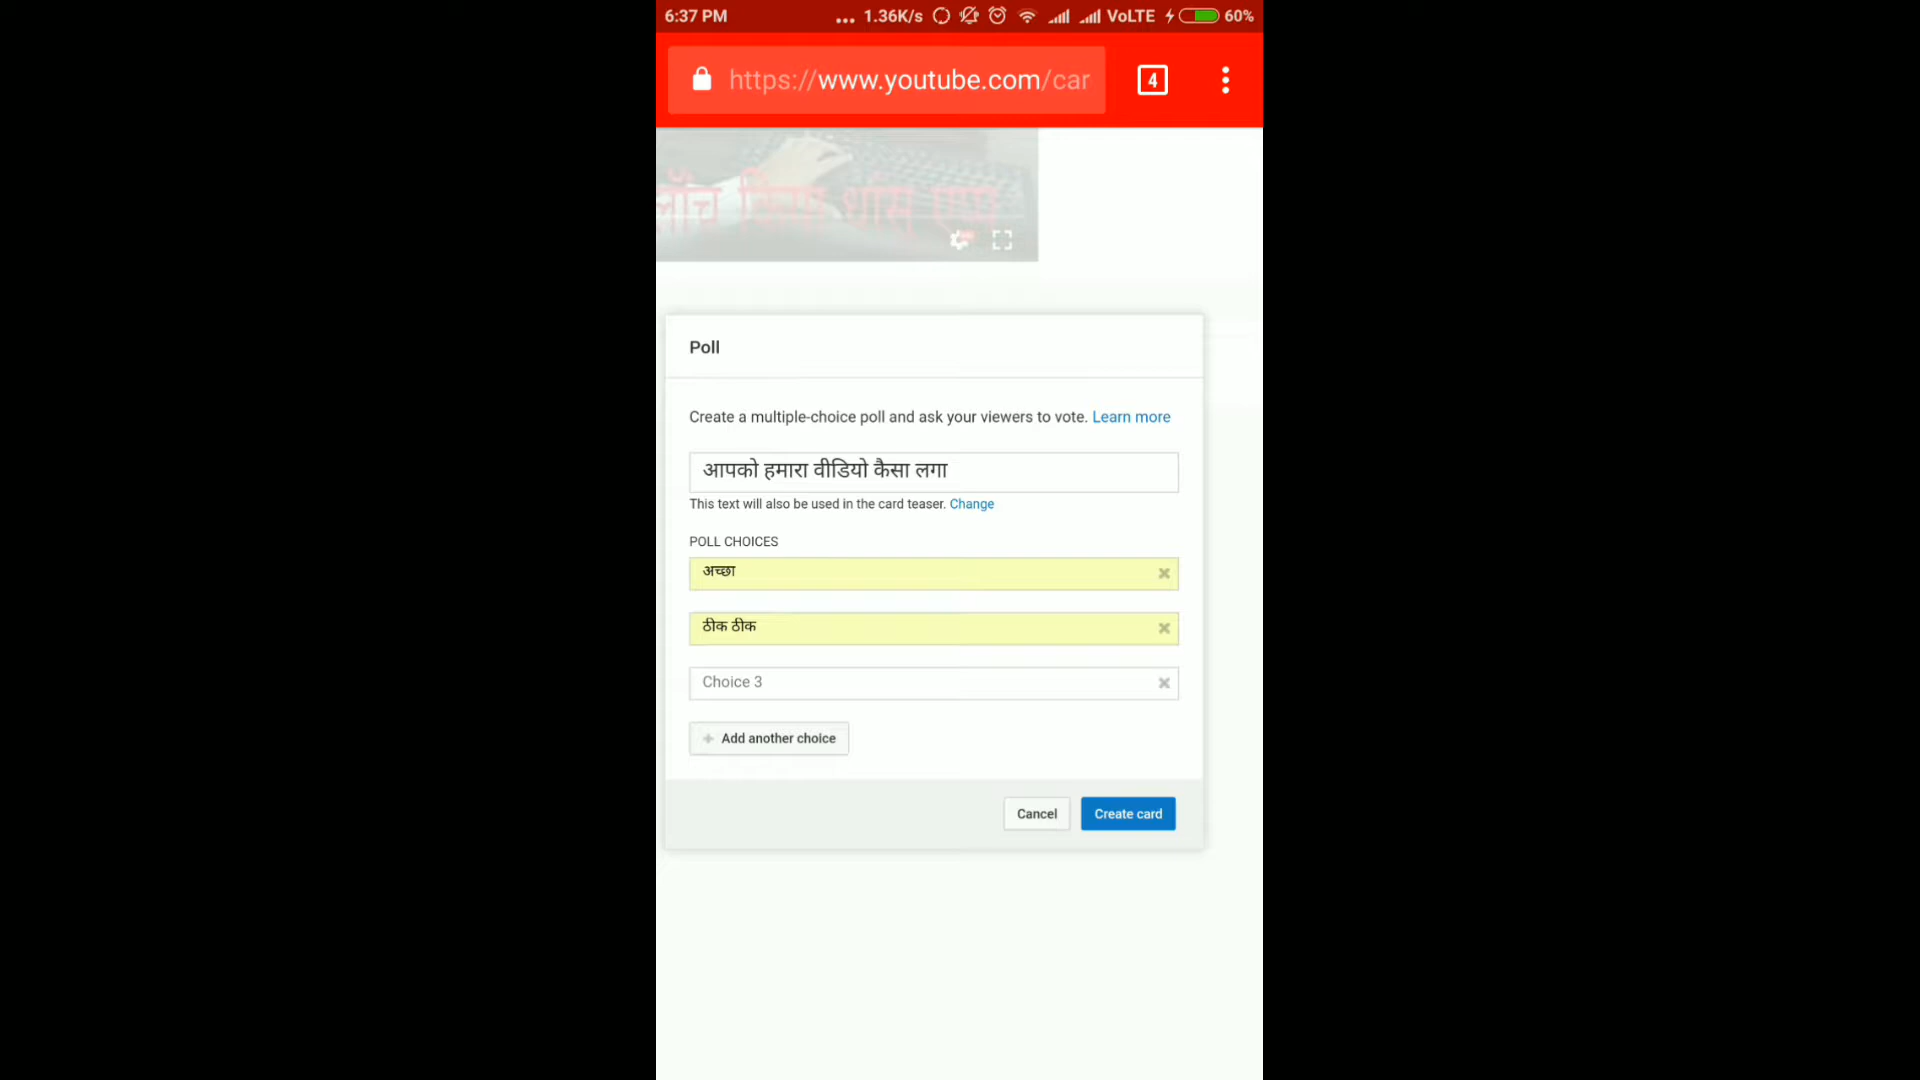 6:37 PM ... 1.36K/s VoLTE 60%
https://www.youtube.com/car 4
Poll
Create a multiple-choice poll and ask your viewers to vote. Learn more
आपको हमारा वीडियो कैसा लगा
This text will also be used in the card teaser. Change
POLL CHOICES
अच्छा
ठीक ठीक
Choice 3
Add another choice
Cancel Create card